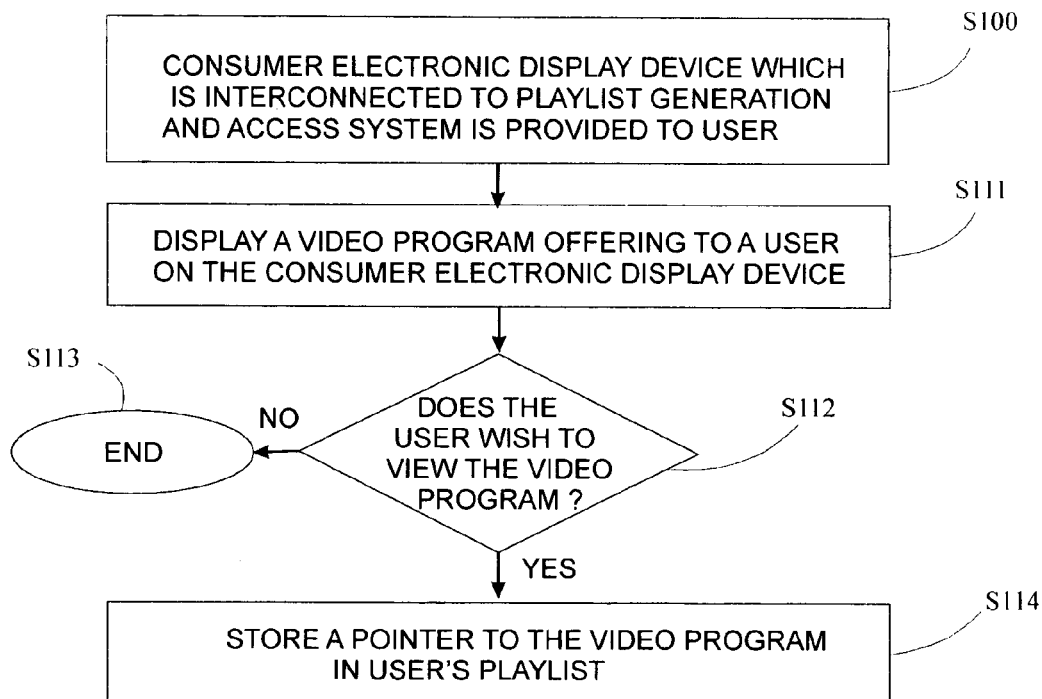 S100
CONSUMER ELECTRONIC DISPLAY DEVICE WHICH
IS INTERCONNECTED TO PLAYLIST GENERATION
AND ACCESS SYSTEM IS PROVIDED TO USER
S111
DISPLAY A VIDEO PROGRAM OFFERING TO A USER
ON THE CONSUMER ELECTRONIC DISPLAY DEVICE
S113
END
NO
DOES THE
USER WISH TO
VIEW THE VIDEO
PROGRAM ?
S112
YES
S114
STORE A POINTER TO THE VIDEO PROGRAM
IN USER'S PLAYLIST